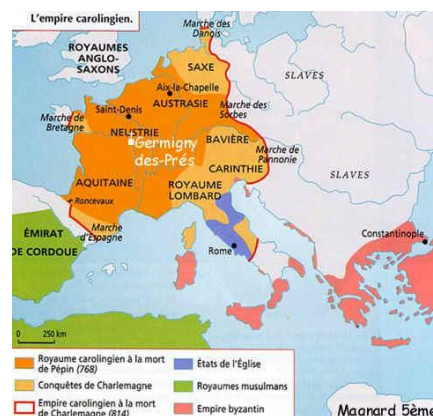 L'empire carolingien.
Marche des
Danois
ROYAUMES
ANGLO-
SAXONS
SAXE
SLAVES
Aix-la-Chapelle
AUSTRASIE
Saint-Denis
Marche des
Sorbes
Marche de
Bretagne
NEUSTRIE
Germigny
des-Prés
BAVIÈRE
Marche de
Pannonie
CARINTHIE
SLAVES
AQUITAINE
ROYAUME
LOMBARD
Roncevaux
Marche
d'Espagne
ÉMIRAT
DE CORDOUE
Rome
Constantinople
0 250 km
Royaume carolingien à la mort
de Pépin (768)
Conquêtes de Charlemagne
Empire carolingien à la mort
de Charlemagne (814)
États de l'Église
Royaumes musulmans
Empire byzantin
Magnard 5ème